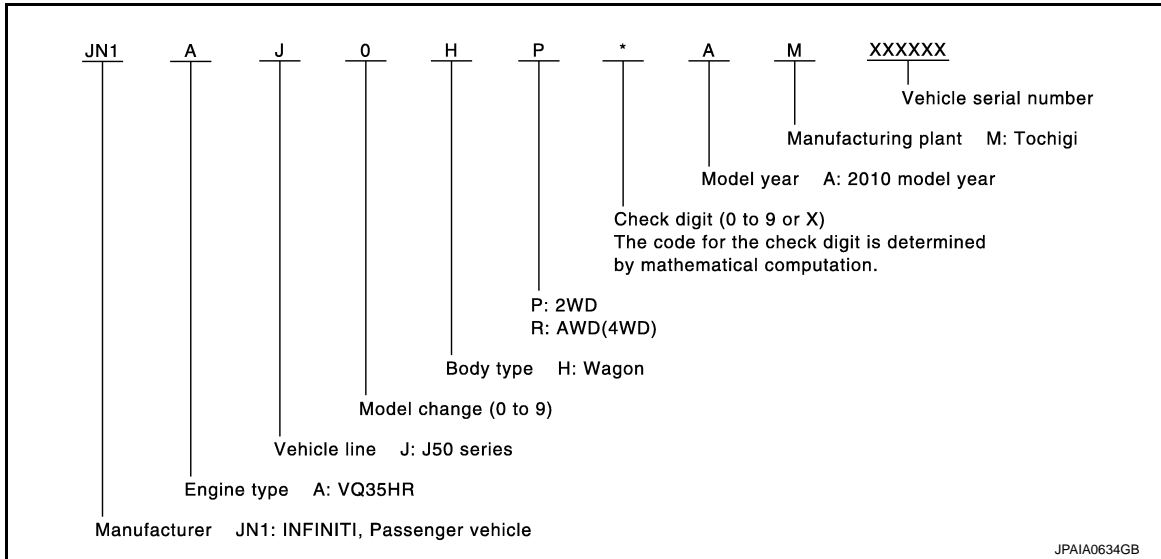 JN1 A J 0 H P * A M XXXXXX
Vehicle serial number
Manufacturing plant M: Tochigi
Model year A: 2010 model year
Check digit (0 to 9 or X)
The code for the check digit is determined
by mathematical computation.
P: 2WD
R: AWD(4WD)
Body type H: Wagon
Model change (0 to 9)
Vehicle line J: J50 series
Engine type A: VQ35HR
Manufacturer JN1: INFINITI, Passenger vehicle
JPAIA0634GB